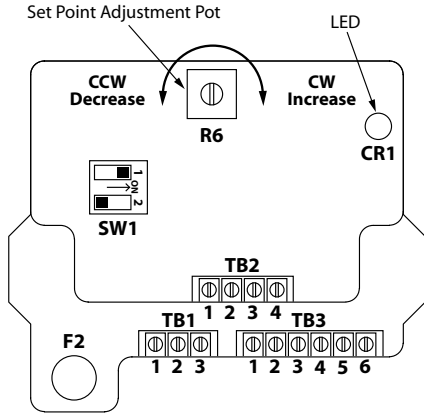 Set Point Adjustment Pot
LED
CCW
Decrease
CW
Increase
R6
CR1
1
ON
2
SW1
TB2
1 2 3 4
TB1
TB3
F2
1 2 3
1 2 3 4 5 6